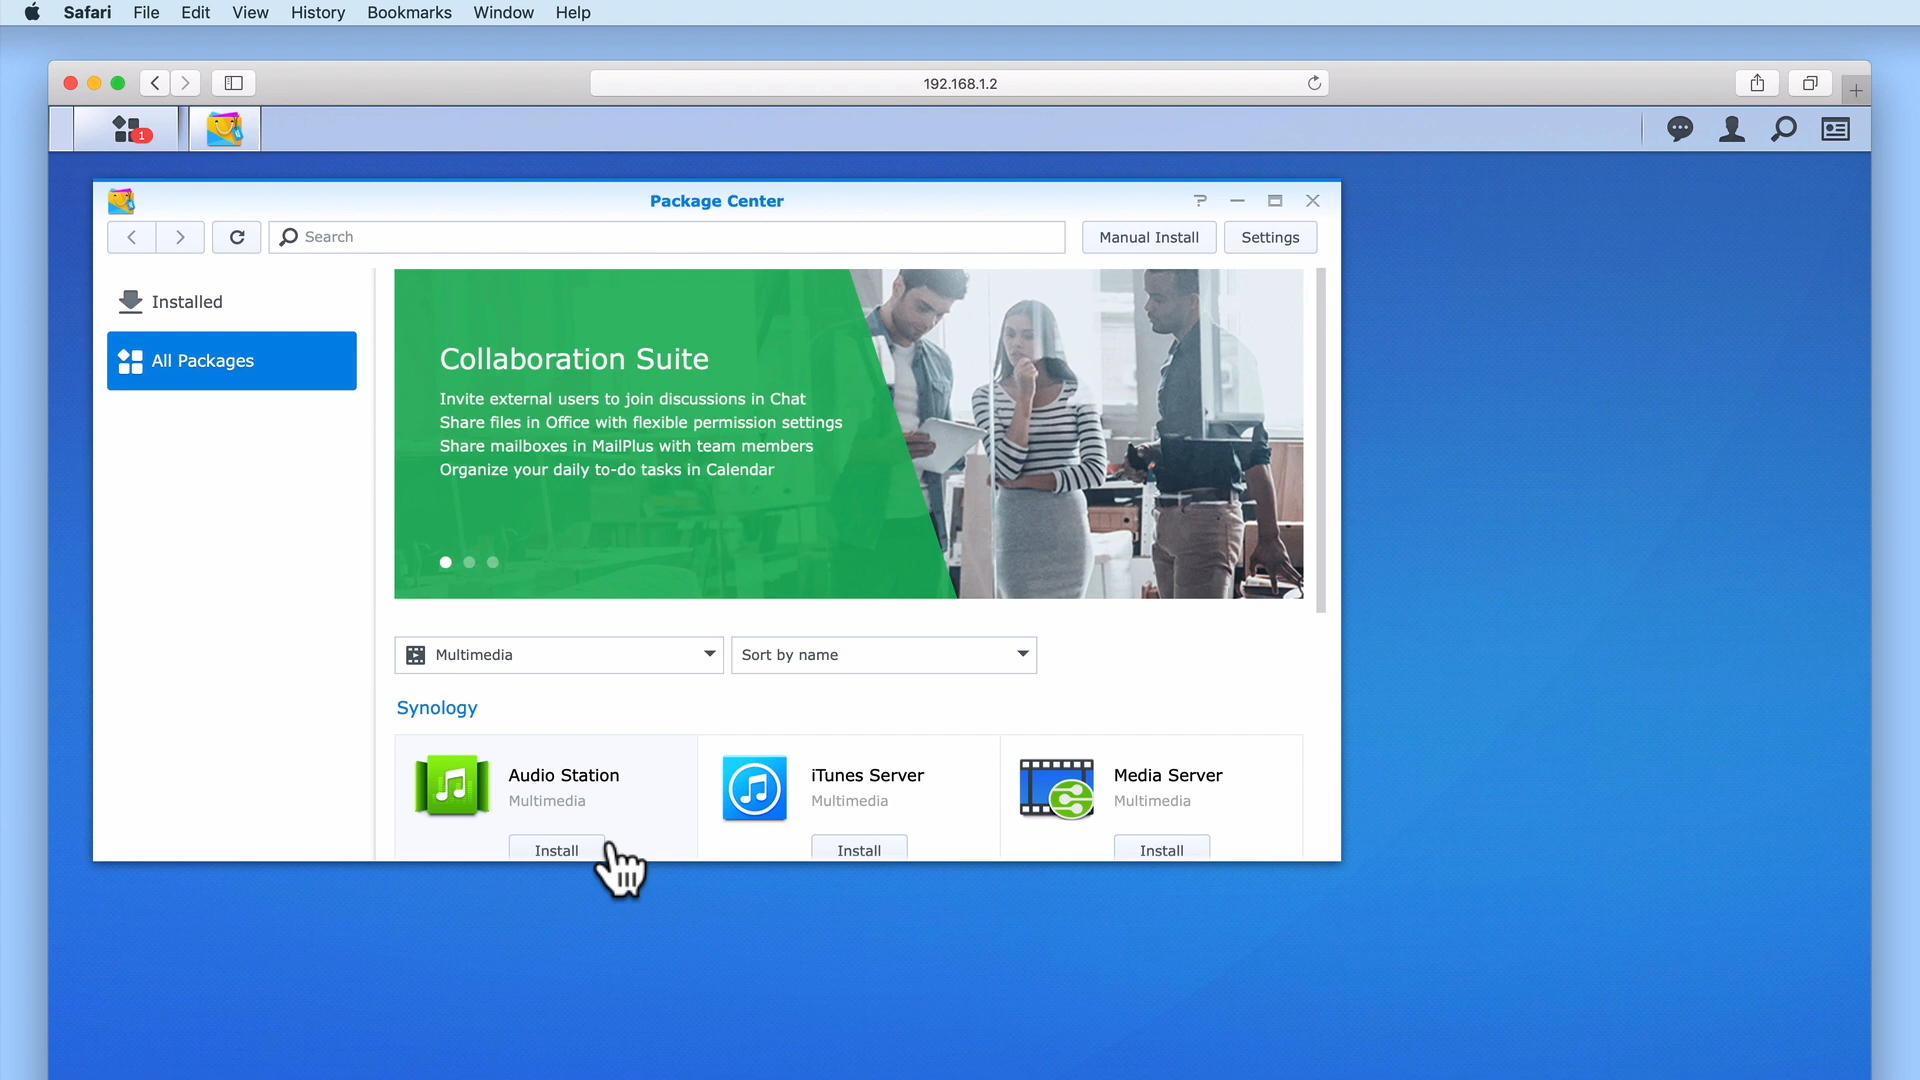 Safari File Edit View History Bookmarks Window Help
192.168.1.2
1
Package Center
Search
Manual Install
Settings
Installed
All Packages
Collaboration Suite
Invite external users to join discussions in Chat
Share files in Office with flexible permission settings
Share mailboxes in MailPlus with team members
Organize your daily to-do tasks in Calendar
Multimedia
Sort by name
Synology
Audio Station
Multimedia
Install
iTunes Server
Multimedia
Install
Media Server
Multimedia
Install